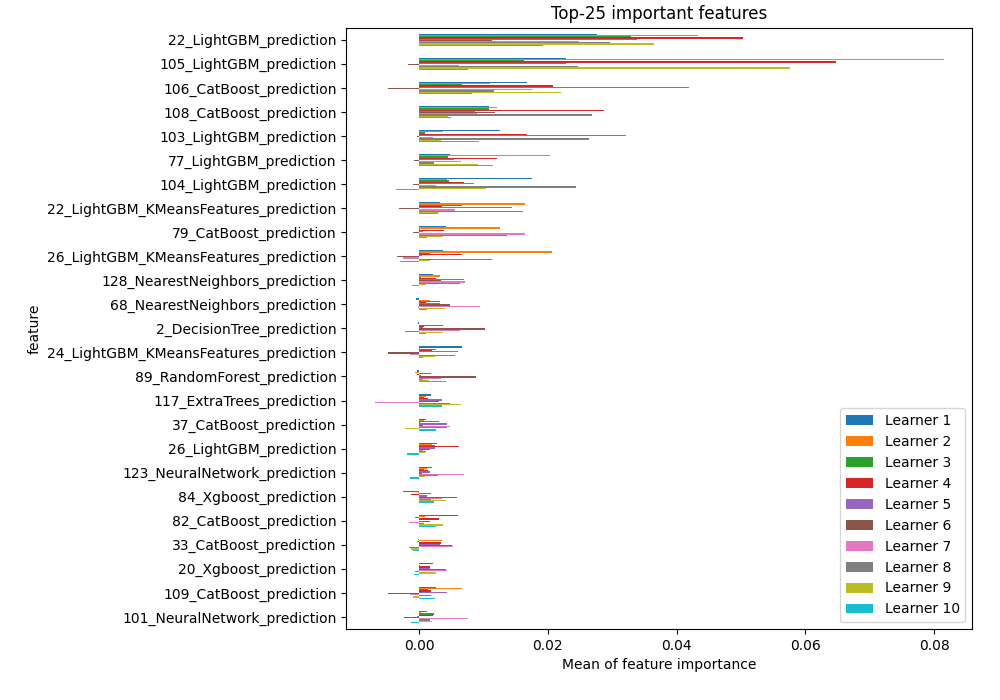 Top-25 important features
22_LightGBM_prediction
105_LightGBM_prediction
106_CatBoost_prediction
108_CatBoost_prediction
103_LightGBM_prediction
77_LightGBM_prediction
104_LightGBM_prediction
22_LightGBM_KMeansFeatures_prediction
79_CatBoost_prediction
26_LightGBM_KMeansFeatures_prediction
128_NearestNeighbors_prediction
68_NearestNeighbors_prediction
2_DecisionTree_prediction
24_LightGBM_KMeansFeatures_prediction
89_RandomForest_prediction
117_ExtraTrees_prediction
37_CatBoost_prediction
26_LightGBM_prediction
123_NeuralNetwork_prediction
84_Xgboost_prediction
82_CatBoost_prediction
33_CatBoost_prediction
20_Xgboost_prediction
109_CatBoost_prediction
101_NeuralNetwork_prediction
feature
Learner 1
Learner 2
Learner 3
Learner 4
Learner 5
Learner 6
Learner 7
Learner 8
Learner 9
Learner 10
0.00 0.02 0.04 0.06 0.08
Mean of feature importance